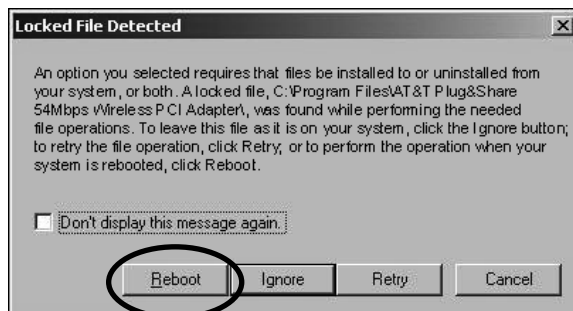 Locked File Detected
An option you selected requires that files be installed to or uninstalled from
your system, or both. A locked file, C:\Program Files\AT&T Plug&Share
54Mbps Wireless PCI Adapter\, was found while performing the needed
file operations. To leave this file as it is on your system, click the Ignore button;
to retry the file operation, click Retry; or to perform the operation when your
system is rebooted, click Reboot.
Don't display this message again.
Reboot Ignore Retry Cancel